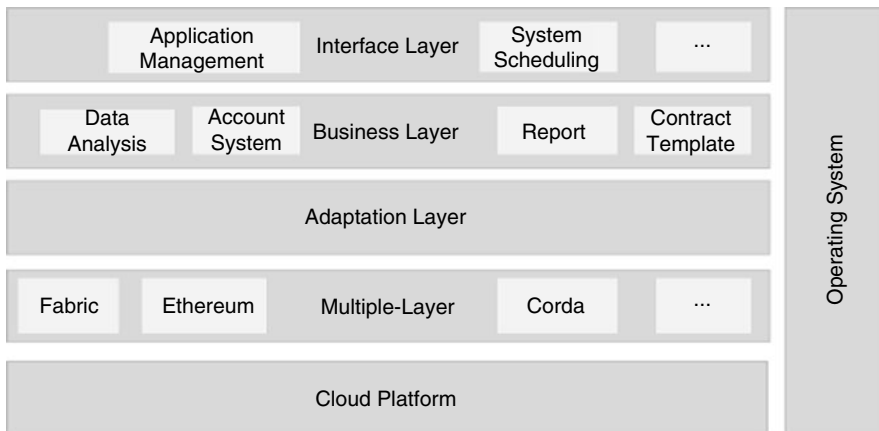 Application
Management
Interface Layer
System
Scheduling
...
Data
Analysis
Account
System
Business Layer
Report
Contract
Template
Adaptation Layer
Fabric
Ethereum
Multiple-Layer
Corda
...
Cloud Platform
Operating System